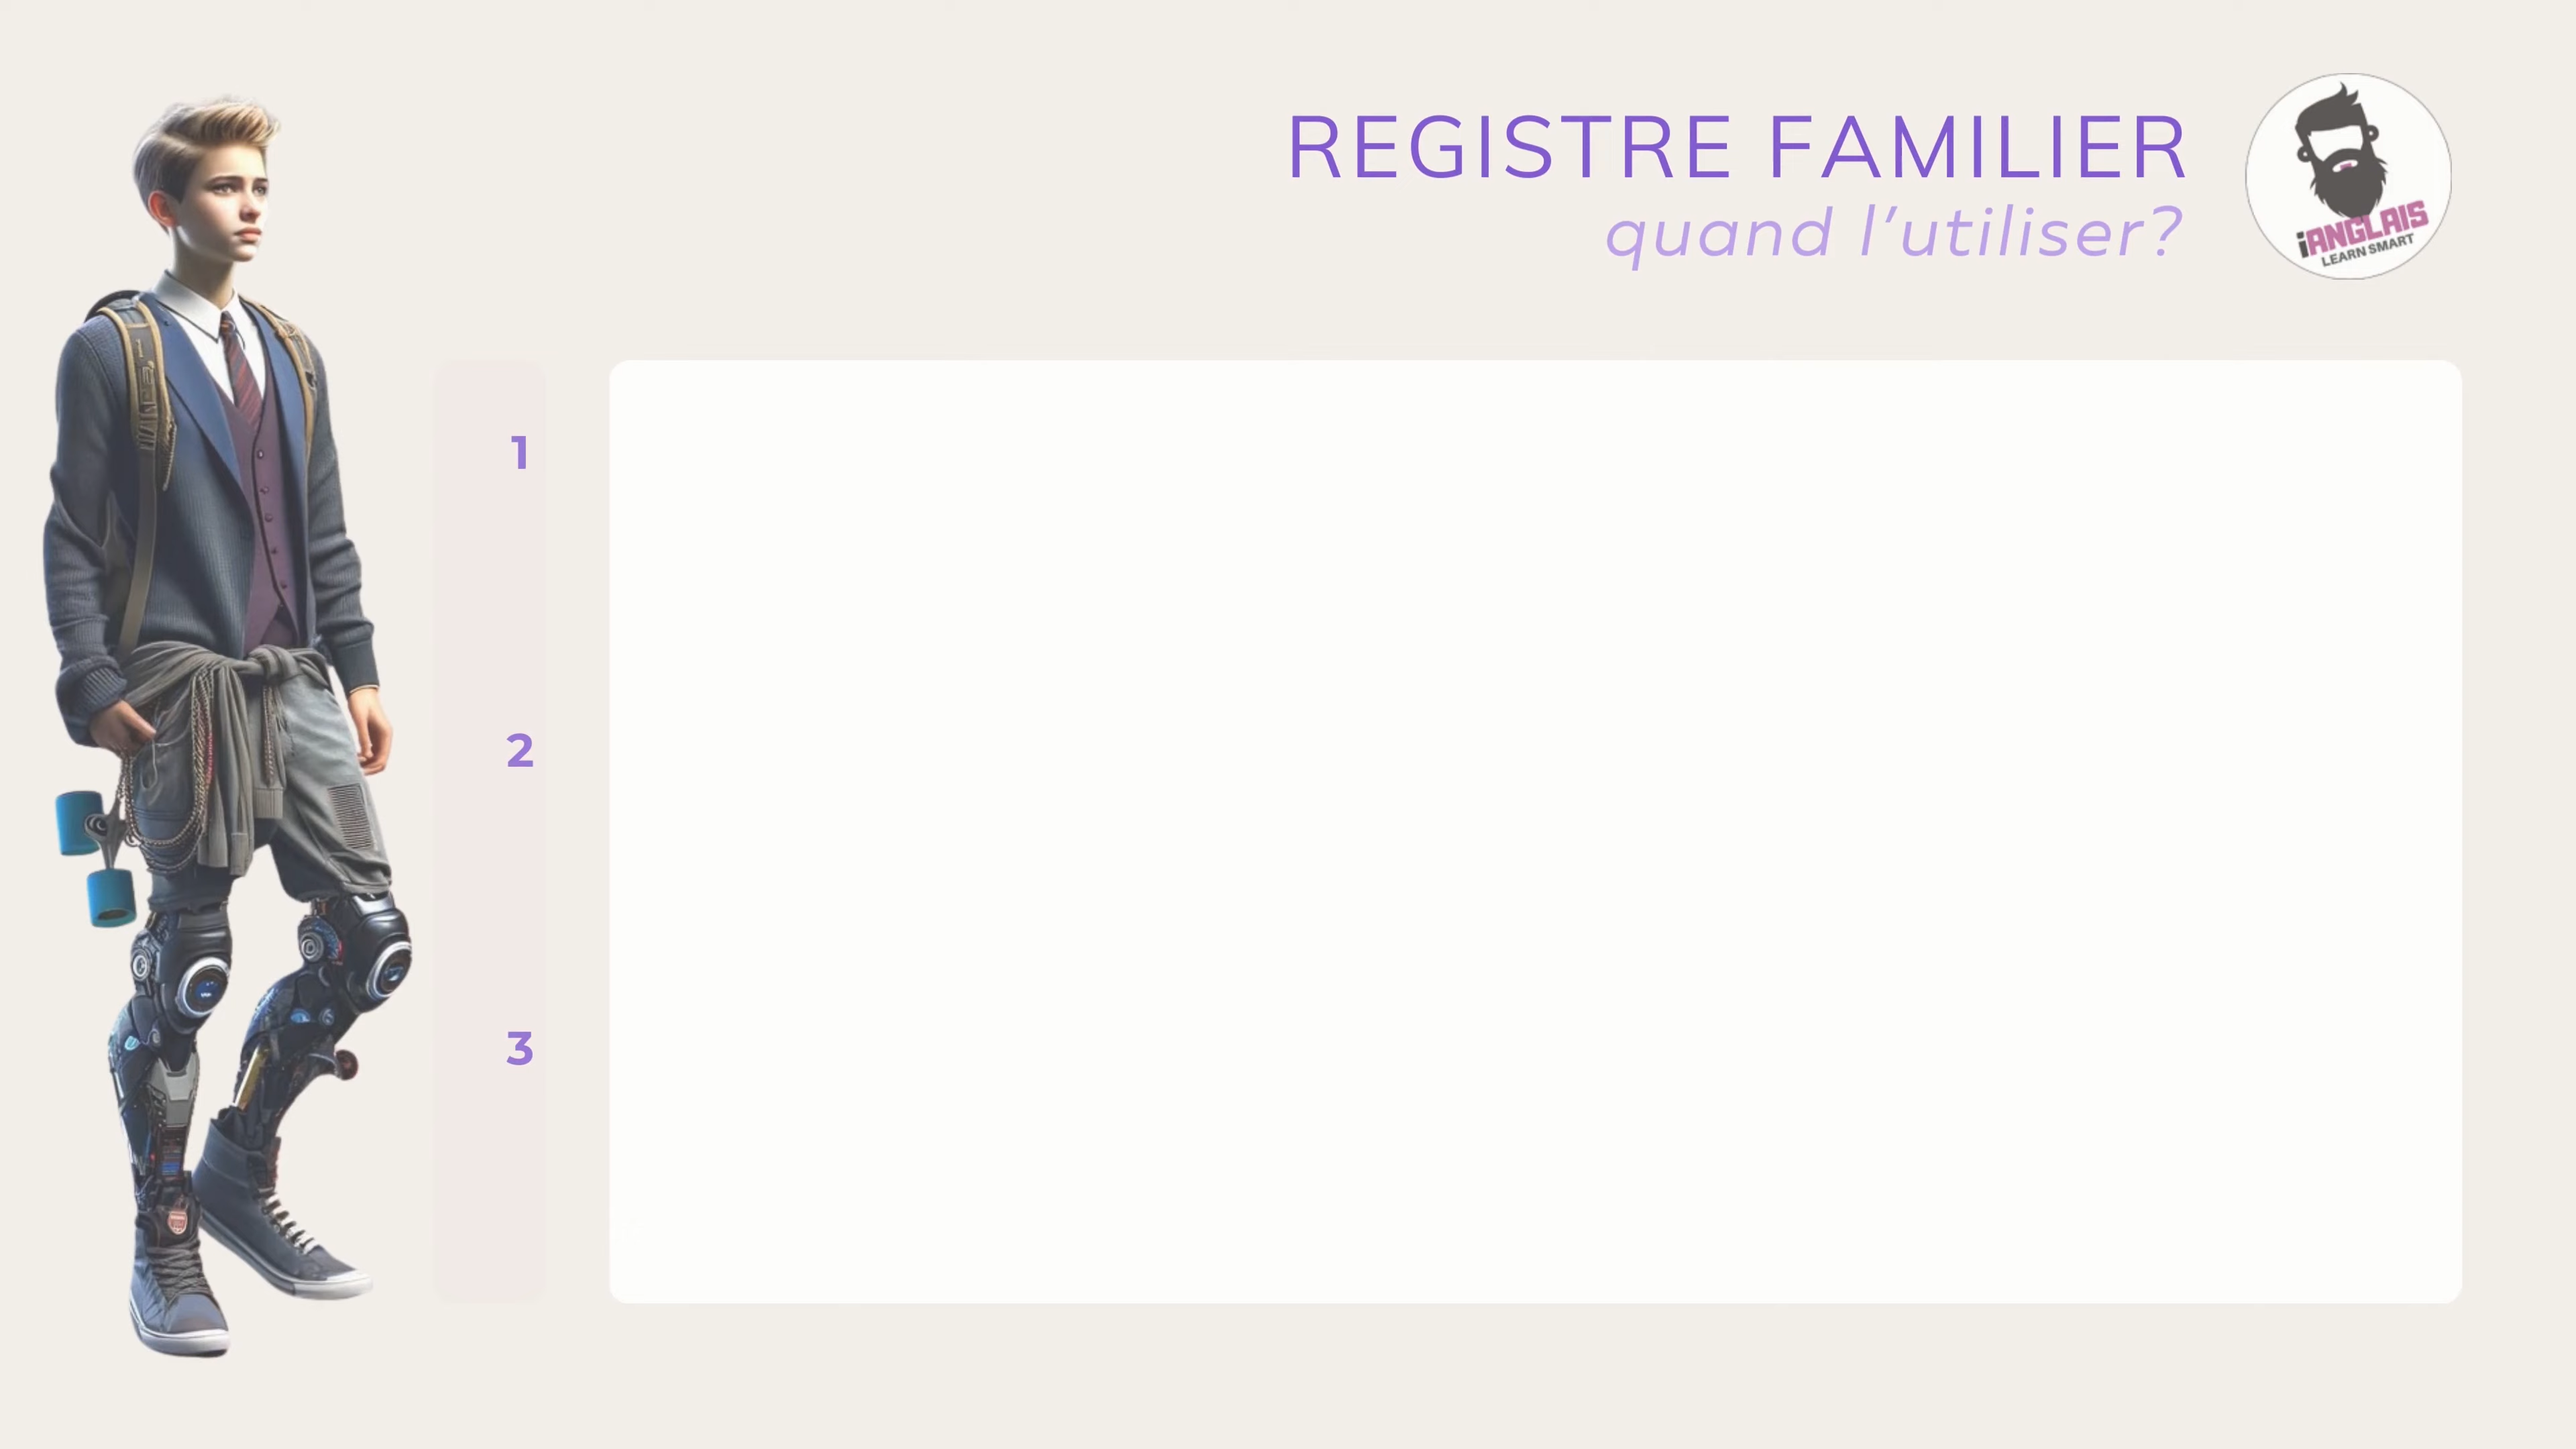 REGISTRE FAMILIER
quand l’utiliser?
iANGLAIS
LEARN SMART
1
2
3